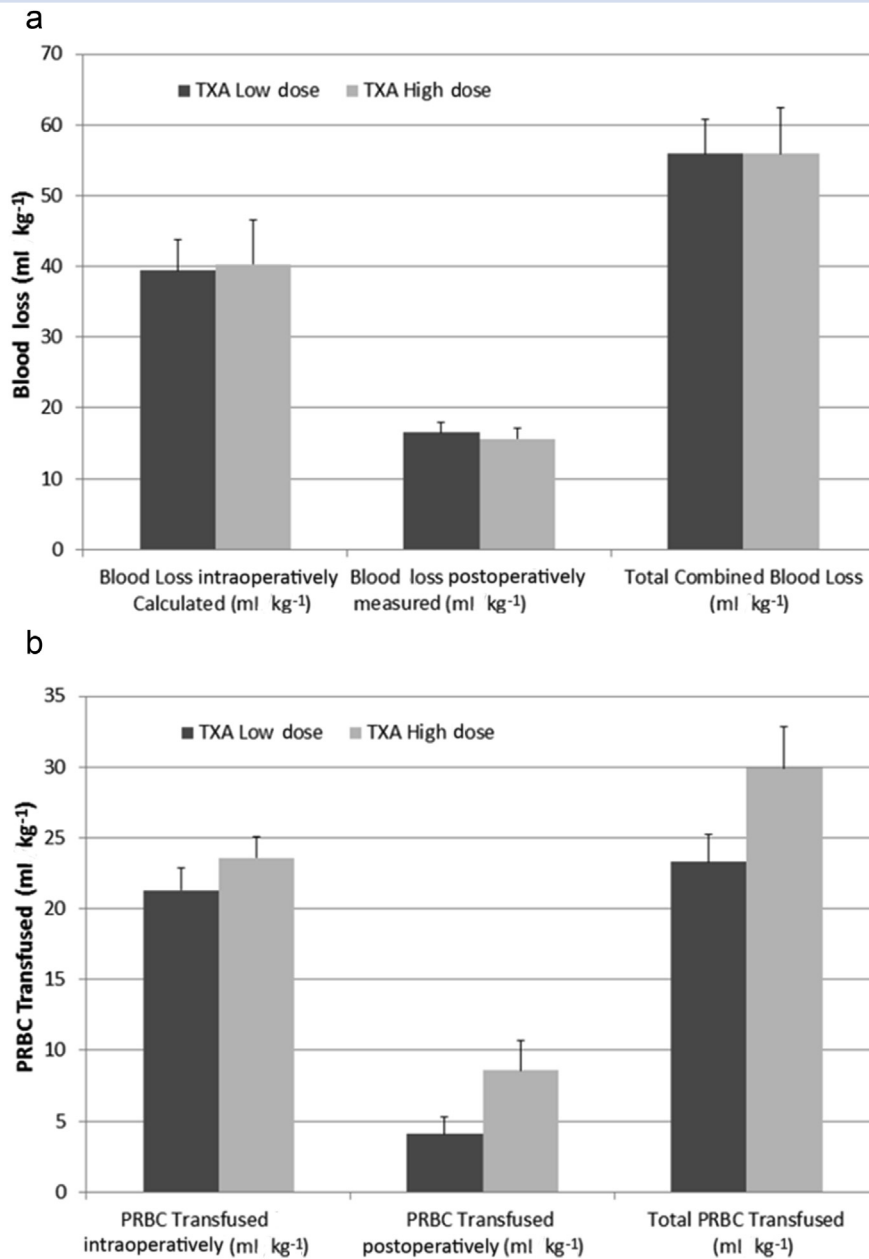 a
70
TXA Low dose TXA High dose
60
50
40
30
20
10
0
Blood loss (ml kg-1)
Blood Loss intraoperatively
Calculated (ml kg-1)
Blood loss postoperatively
measured (ml kg-1)
Total Combined Blood Loss
(ml kg-1)
b
35
TXA Low dose TXA High dose
30
25
20
15
10
5
0
PRBC Transfused (ml kg-1)
PRBC Transfused
intraoperatively (ml kg-1)
PRBC Transfused
postoperatively (ml kg-1)
Total PRBC Transfused
(ml kg-1)